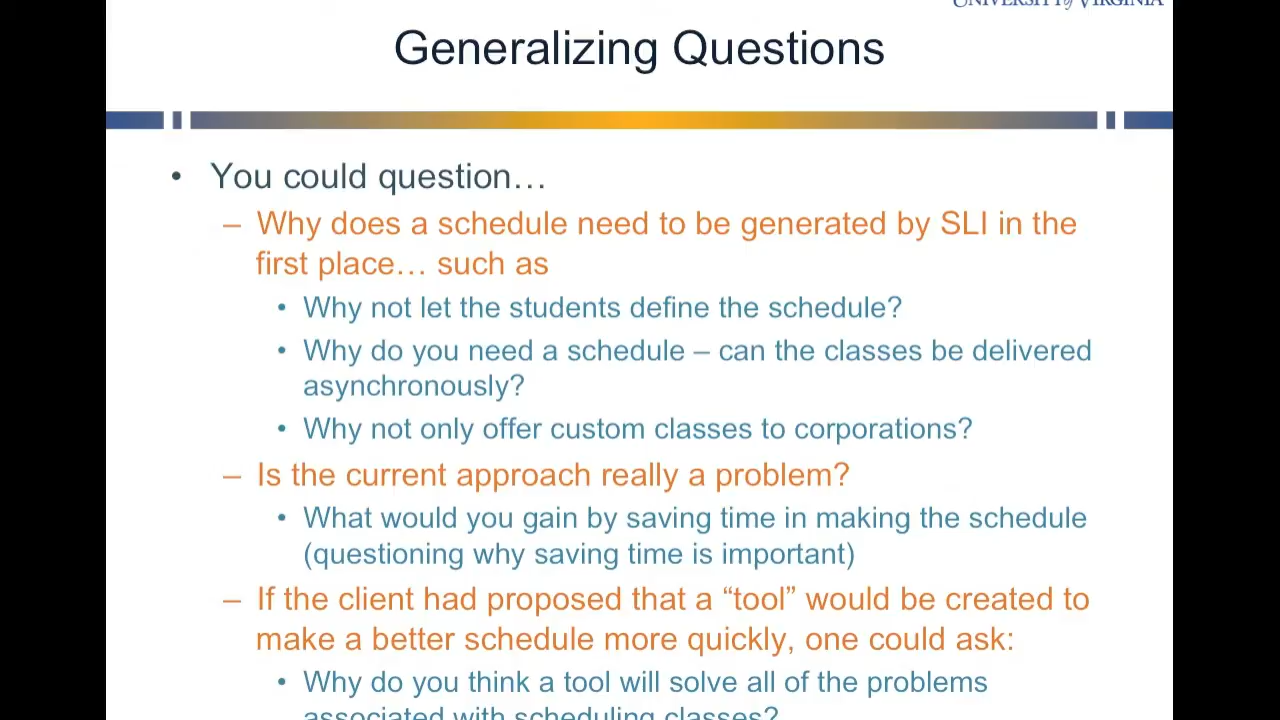 UNIVERSITY of VIRGINIA
Generalizing Questions
• You could question…
– Why does a schedule need to be generated by SLI in the
first place… such as
• Why not let the students define the schedule?
• Why do you need a schedule – can the classes be delivered
asynchronously?
• Why not only offer custom classes to corporations?
– Is the current approach really a problem?
• What would you gain by saving time in making the schedule
(questioning why saving time is important)
– If the client had proposed that a “tool” would be created to
make a better schedule more quickly, one could ask:
• Why do you think a tool will solve all of the problems
associated with scheduling classes?